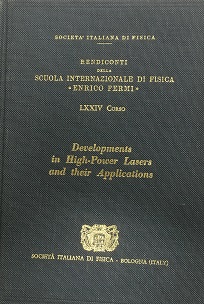 SOCIETA' ITALIANA DI FISICA
RENDICONTI
DELLA
SCUOLA INTERNAZIONALE DI FISICA
«ENRICO FERMI»
LXXIV Corso
Developments
in High-Power Lasers
and their Applications
SOCIETÀ ITALIANA DI FISICA - BOLOGNA (ITALY)